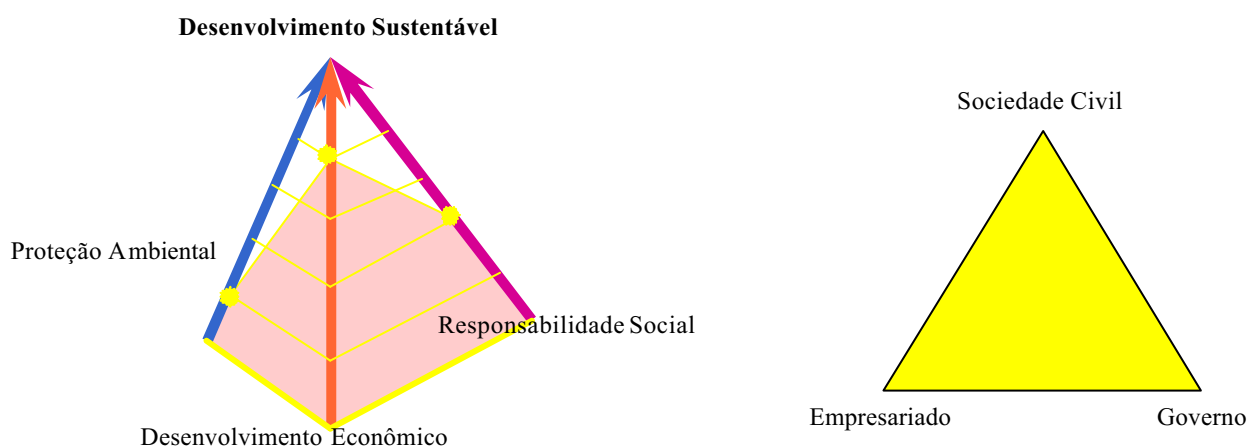 Desenvolvimento Sustentável
Sociedade Civil
Proteção Ambiental
Responsabilidade Social
Empresariado
Governo
Desenvolvimento Econômico